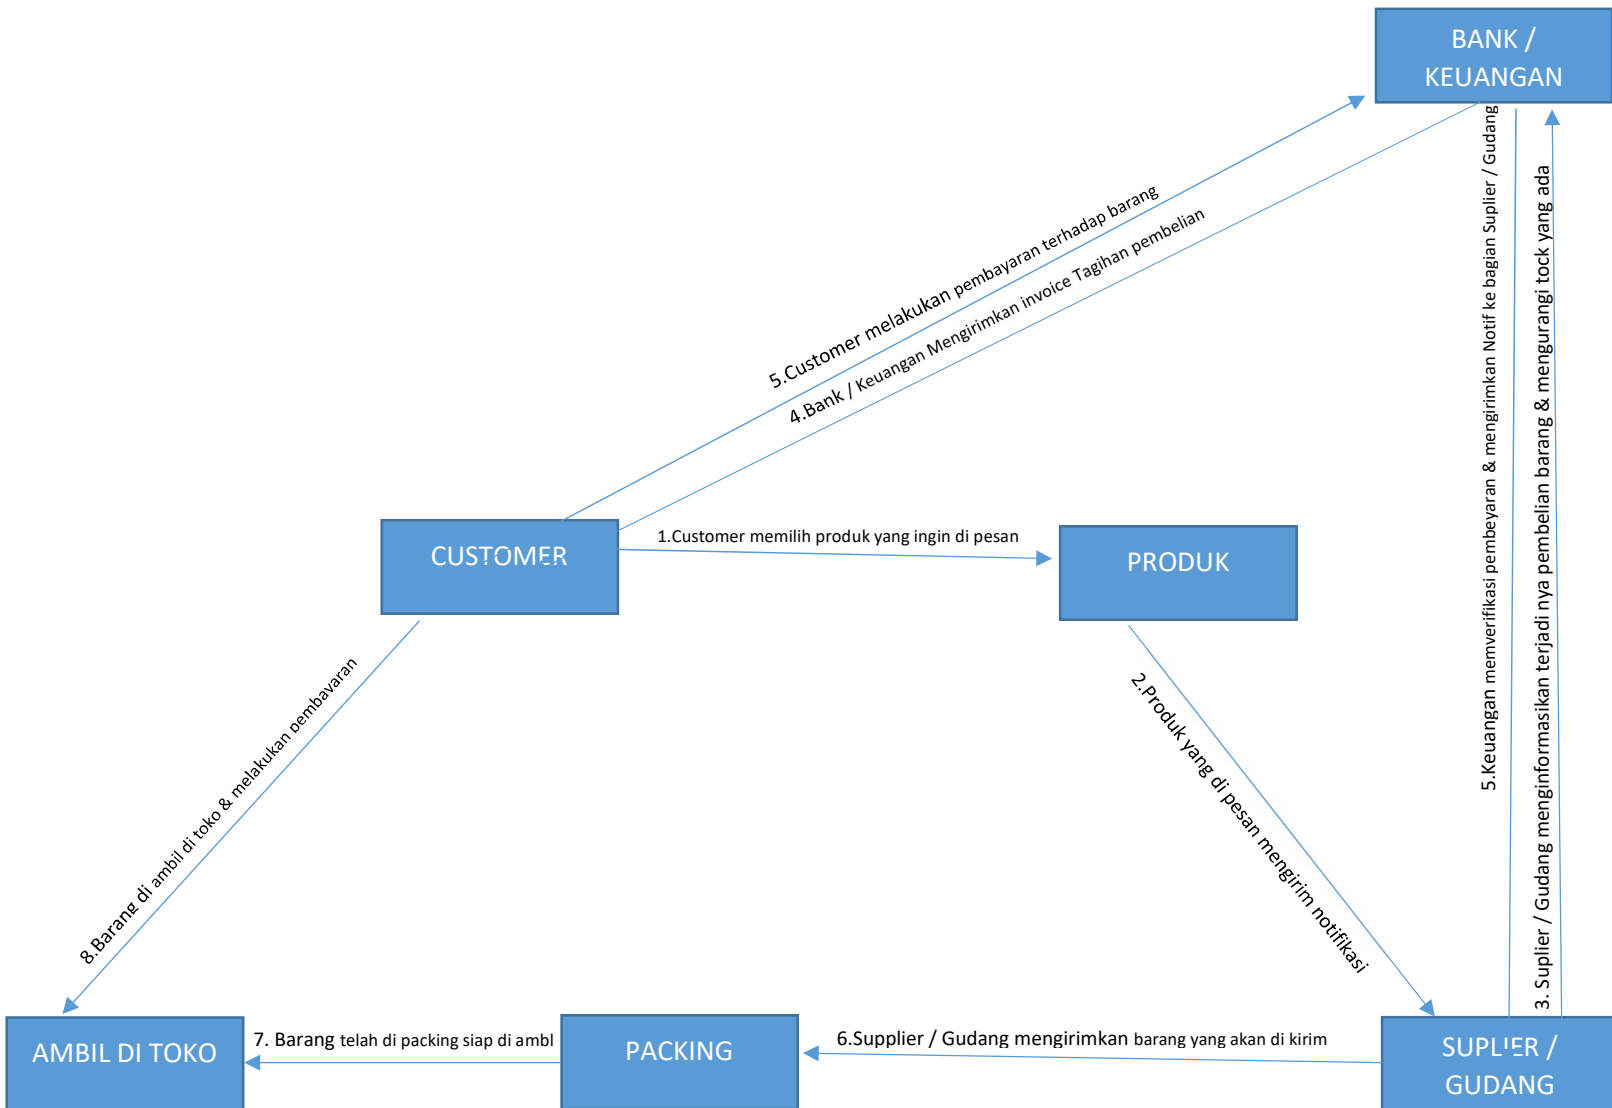 BANK /
KEUANGAN
5.Customer melakukan pembayaran terhadap barang
4.Bank / Keuangan Mengirimkan invoice Tagihan pembelian
5.Keuangan memverifikasi pembeyaran & mengirimkan Notif ke bagian Suplier / Gudang
3. Suplier / Gudang menginformasikan terjadi nya pembelian barang & mengurangi tock yang ada
CUSTOMER
1.Customer memilih produk yang ingin di pesan
PRODUK
2.Produk yang di pesan mengirim notifikasi
8.Barang di ambil di toko & melakukan pembavaran
AMBIL DI TOKO
7. Barang telah di packing siap di ambl
PACKING
6.Supplier / Gudang mengirimkan barang yang akan di kirim
SUPLIER /
GUDANG